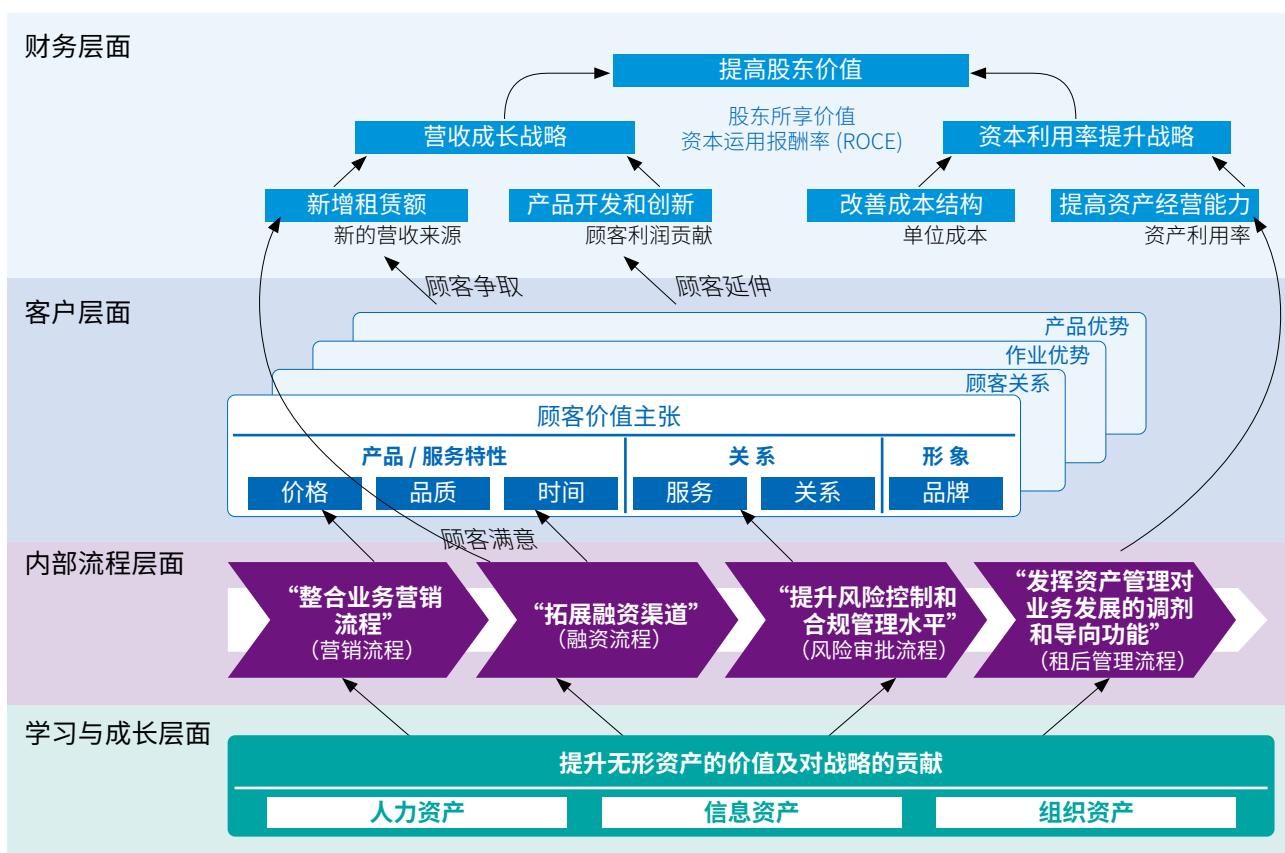 财务层面
提高股东价值
股东所享价值
资本运用报酬率 (ROCE)
营收成长战略
资本利用率提升战略
新增租赁额
产品开发和创新
改善成本结构
提高资产经营能力
新的营收来源
顾客利润贡献
单位成本
资产利用率
顾客争取
顾客延伸
客户层面
产品优势
作业优势
顾客关系
顾客价值主张
产品 / 服务特性
关 系
形 象
价格
品质
时间
服务
关系
品牌
顾客满意
内部流程层面
“整合业务营销
流程”
（营销流程）
“拓展融资渠道”
（融资流程）
“提升风险控制和
合规管理水平”
（风险审批流程）
“发挥资产管理对
业务发展的调剂
和导向功能”
（租后管理流程）
学习与成长层面
提升无形资产的价值及对战略的贡献
人力资产
信息资产
组织资产